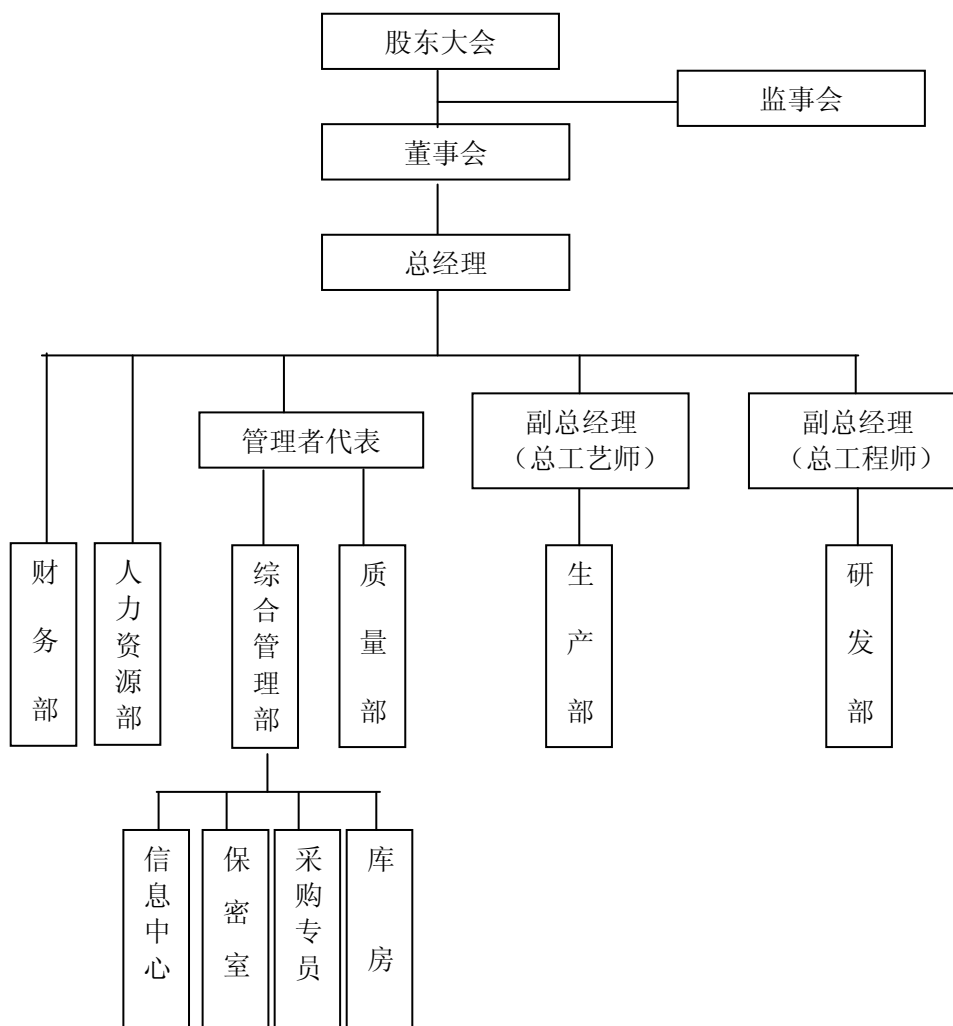 股东大会
监事会
董事会
总经理
管理者代表
副总经理
（总工艺师）
副总经理
（总工程师）
财务部
人力资源部
综合管理部
质量部
生产部
研发部
信息中心
保密室
采购专员
库房